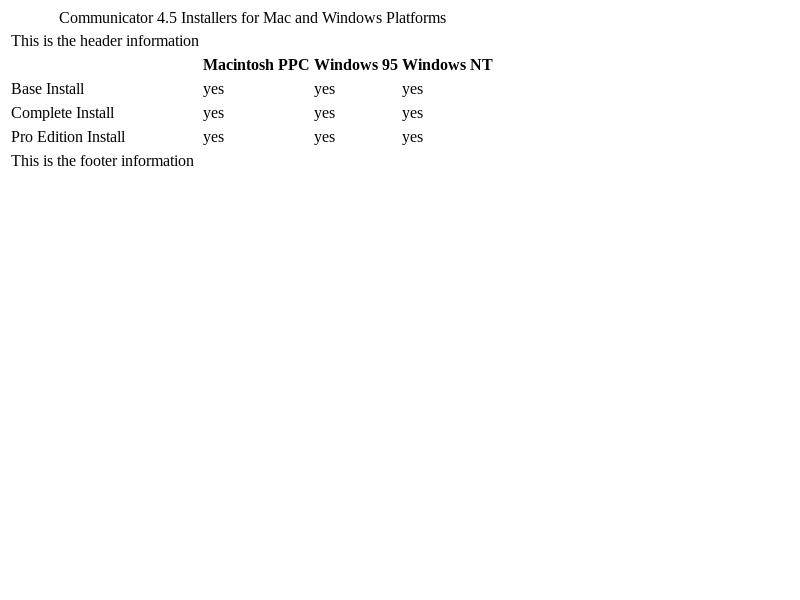 Communicator 4.5 Installers for Mac and Windows Platforms
This is the header information
Macintosh PPC Windows 95 Windows NT
Base Install yes yes yes
Complete Install yes yes yes
Pro Edition Install yes yes yes
This is the footer information